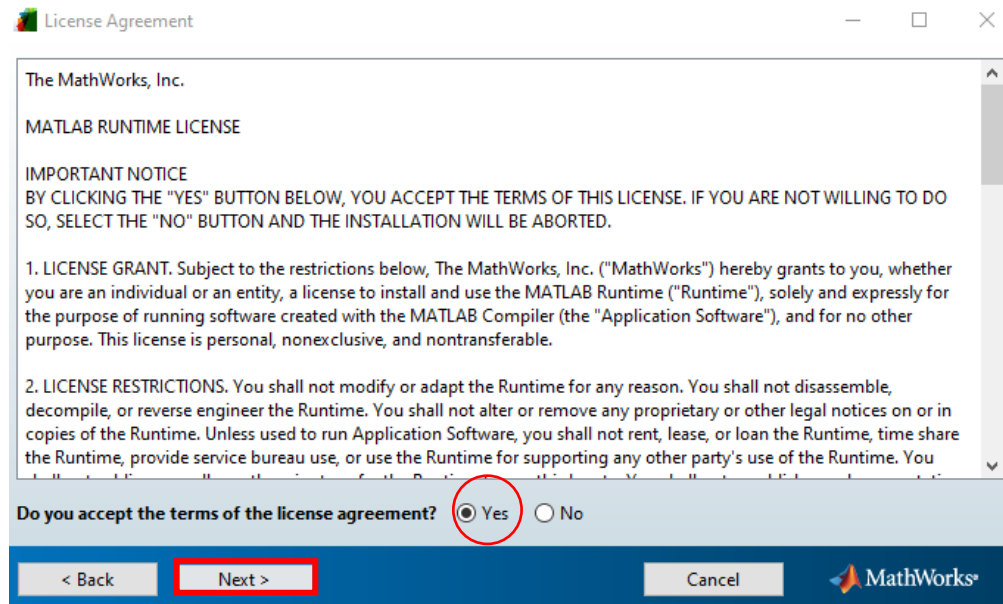 License Agreement
The MathWorks, Inc.
MATLAB RUNTIME LICENSE
IMPORTANT NOTICE
BY CLICKING THE "YES" BUTTON BELOW, YOU ACCEPT THE TERMS OF THIS LICENSE. IF YOU ARE NOT WILLING TO DO
SO, SELECT THE "NO" BUTTON AND THE INSTALLATION WILL BE ABORTED.
1. LICENSE GRANT. Subject to the restrictions below, The MathWorks, Inc. ("MathWorks") hereby grants to you, whether
you are an individual or an entity, a license to install and use the MATLAB Runtime ("Runtime"), solely and expressly for
the purpose of running software created with the MATLAB Compiler (the "Application Software"), and for no other
purpose. This license is personal, nonexclusive, and nontransferable.
2. LICENSE RESTRICTIONS. You shall not modify or adapt the Runtime for any reason. You shall not disassemble,
decompile, or reverse engineer the Runtime. You shall not alter or remove any proprietary or other legal notices on or in
copies of the Runtime. Unless used to run Application Software, you shall not rent, lease, or loan the Runtime, time share
the Runtime, provide service bureau use, or use the Runtime for supporting any other party's use of the Runtime. You
Do you accept the terms of the license agreement? Yes No
< Back Next > Cancel MathWorks®